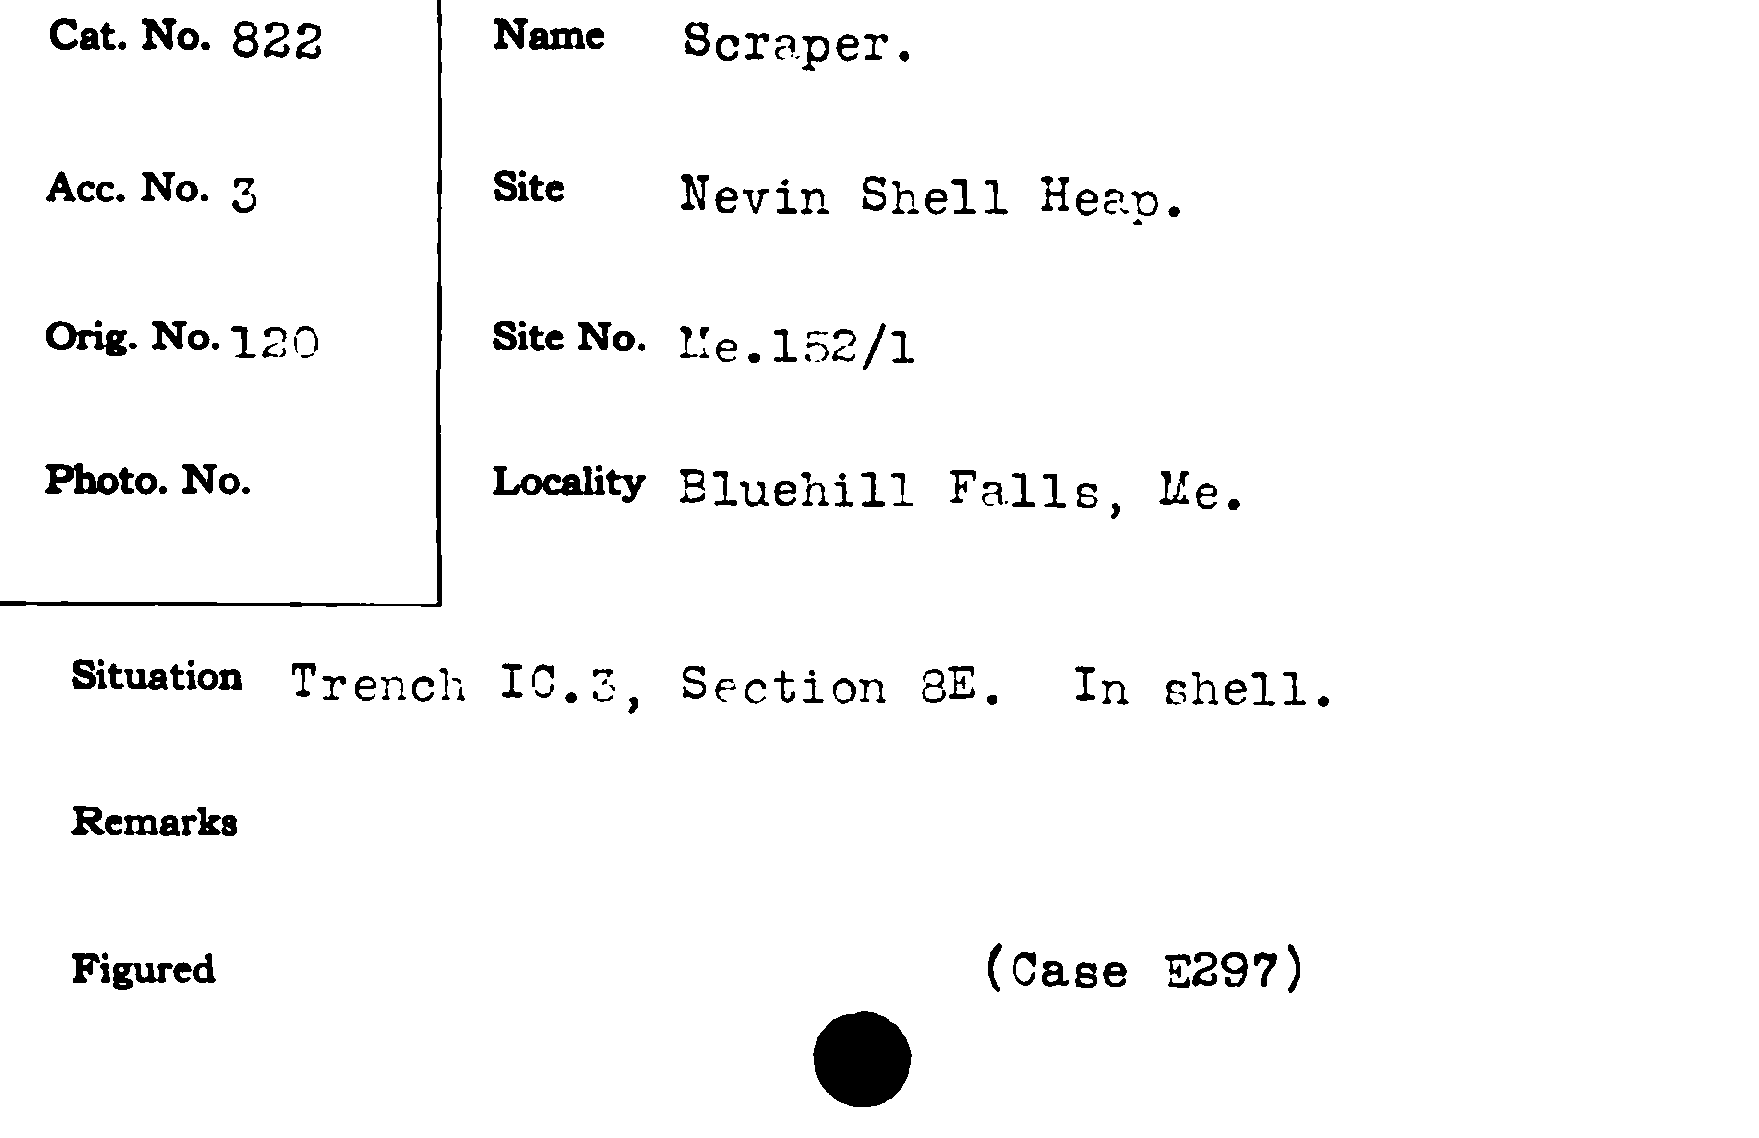 Cat. No. 822
Name Scraper.
Acc. No. 3
Site Nevin Shell Heap.
Orig. No. 120
Site No. Me.152/1
Photo. No.
Locality Bluehill Falls, Me.
Situation Trench IC.3, Section 8E. In shell.
Remarks
Figured
(Case E297)